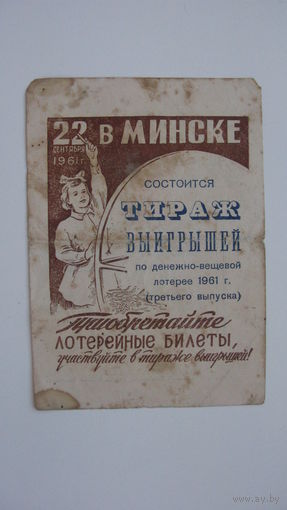 22 В МИНСКЕ
СЕНТЯБРЯ
1961 г.
СОСТОИТСЯ
ТИРАЖ
ВЫИГРЫШЕЙ
по денежно-вещевой
лотерее 1961 г.
(третьего выпуска)
Приобретайте
ЛОТЕРЕЙНЫЕ БИЛЕТЫ,
участвуйте в тираже выигрышей!
www.ay.by